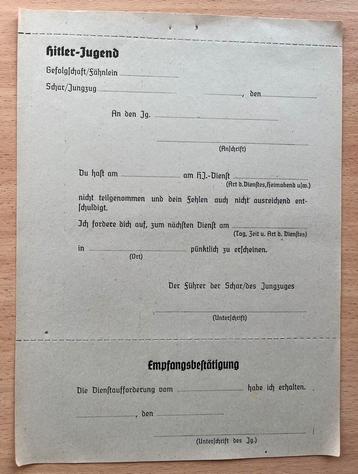 Hitler-Jugend
Gefolgschaft/Fähnlein
Schar/Jungzug , den
An den Jg.
(Anschrift)
Du hast am am HJ.-Dienst
(Art d. Dienstes, Heimabend usw.)
nicht teilgenommen und dein Fehlen auch nicht ausreichend ent-
schuldigt.
Ich fordere dich auf, zum nächsten Dienst am
(Tag, Zeit u. Art d. Dienstes)
in pünktlich zu erscheinen.
(Ort)
Der Führer der Schar/des Jungzuges
(Unterschrift)
Empfangsbestätigung
Die Dienstaufforderung vom habe ich erhalten.
, den
(Unterschrift des Jg.)